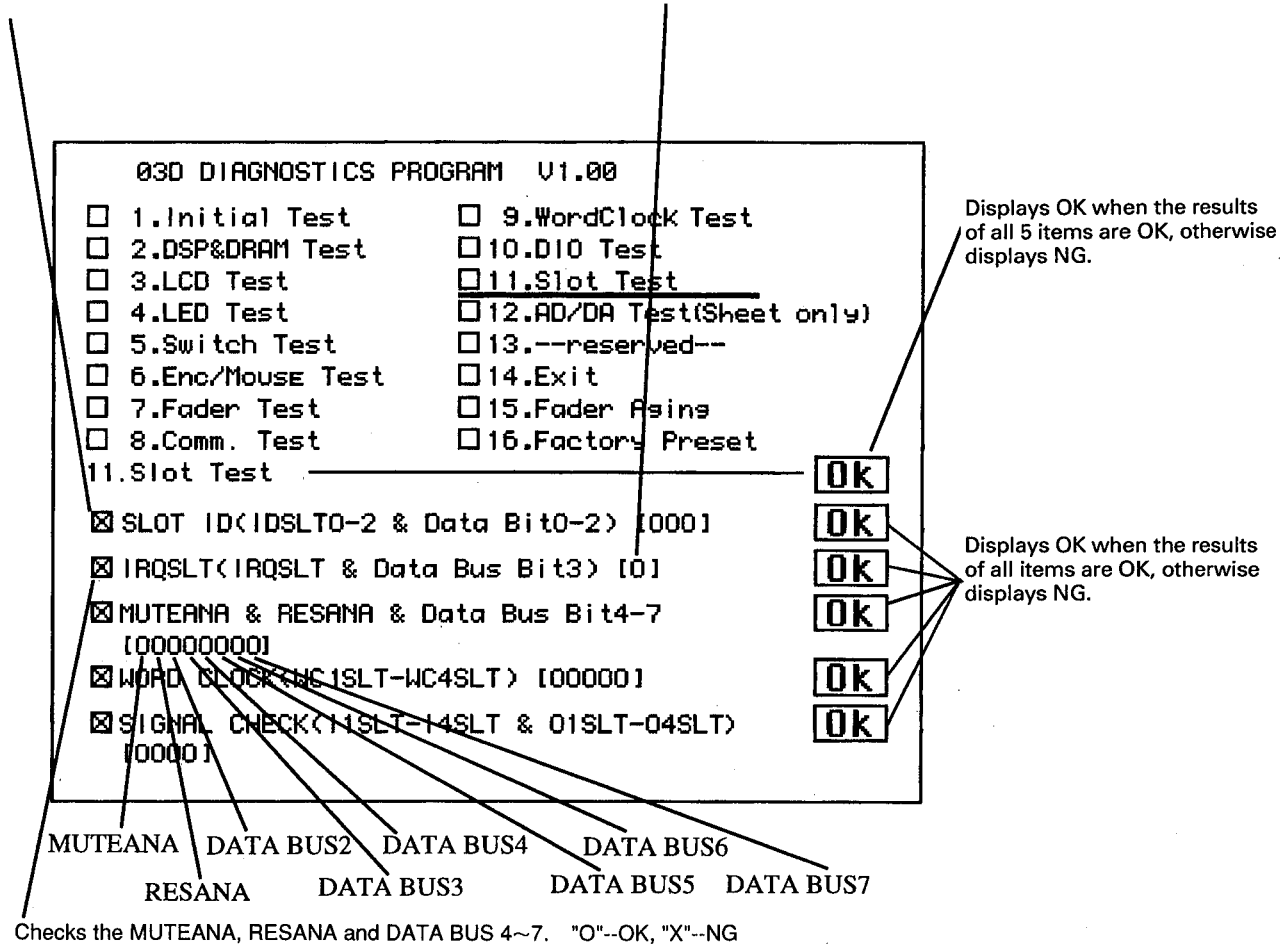 03D DIAGNOSTICS PROGRAM V1.00
1.Initial Test
2.DSP&DRAM Test
3.LCD Test
4.LED Test
5.Switch Test
6.Enc/Mouse Test
7.Fader Test
8.Comm. Test
9.WordClock Test
10.DIO Test
11.Slot Test
12.AD/DA Test(Sheet only)
13.--reserved--
14.Exit
15.Fader Aging
16.Factory Preset
11.Slot Test Ok
SLOT ID(IDSLT0-2 & Data Bit0-2) [000] Ok
IRQSLT(IRQSLT & Data Bus Bit3) [0] Ok
MUTEANA & RESANA & Data Bus Bit4-7 Ok
[00000000]
WORD CLOCK(WC1SLT-WC4SLT) [00000] Ok
SIGNAL CHECK(I1SLT-I4SLT & O1SLT-O4SLT) Ok
[0000]
Displays OK when the results
of all 5 items are OK, otherwise
displays NG.
Displays OK when the results
of all items are OK, otherwise
displays NG.
MUTEANA DATA BUS2 DATA BUS4 DATA BUS6
RESANA DATA BUS3 DATA BUS5 DATA BUS7
Checks the MUTEANA, RESANA and DATA BUS 4~7. "O"--OK, "X"--NG